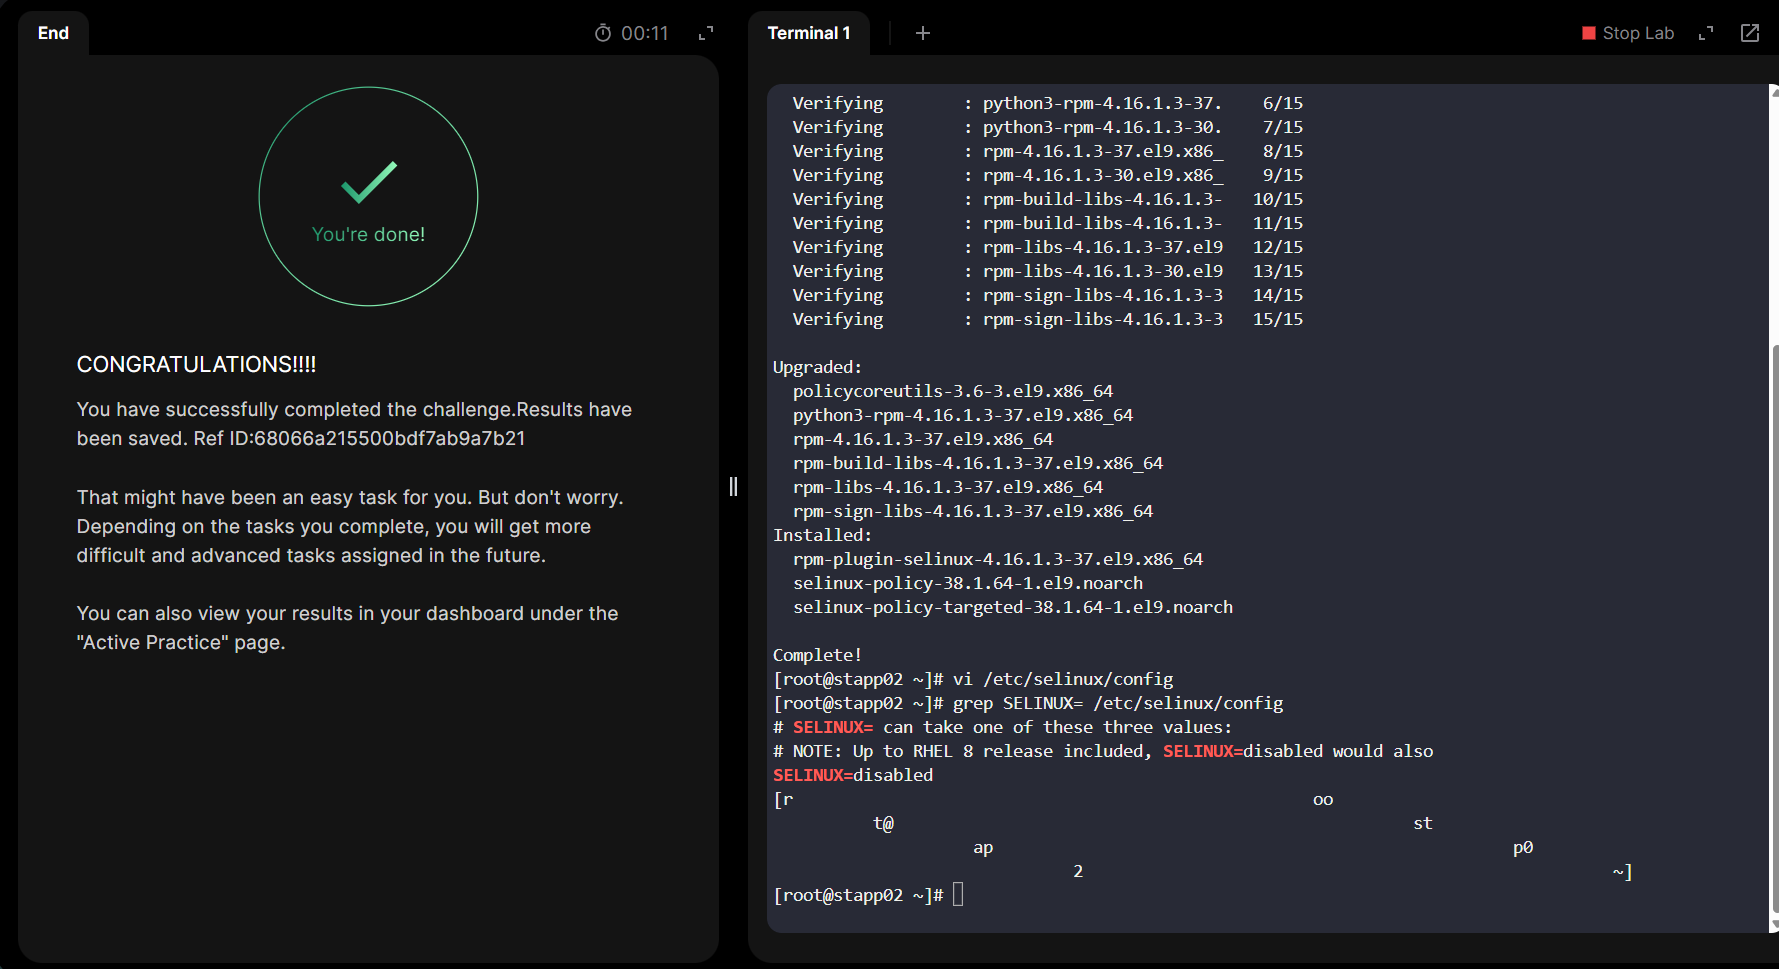 End
00:11
You're done!
CONGRATULATIONS!!!!
You have successfully completed the challenge.Results have
been saved. Ref ID:68066a215500bdf7ab9a7b21
That might have been an easy task for you. But don't worry.
Depending on the tasks you complete, you will get more
difficult and advanced tasks assigned in the future.
You can also view your results in your dashboard under the
"Active Practice" page.
Terminal 1
Stop Lab
Verifying : python3-rpm-4.16.1.3-37. 6/15
Verifying : python3-rpm-4.16.1.3-30. 7/15
Verifying : rpm-4.16.1.3-37.el9.x86_ 8/15
Verifying : rpm-4.16.1.3-30.el9.x86_ 9/15
Verifying : rpm-build-libs-4.16.1.3- 10/15
Verifying : rpm-build-libs-4.16.1.3- 11/15
Verifying : rpm-libs-4.16.1.3-37.el9 12/15
Verifying : rpm-libs-4.16.1.3-30.el9 13/15
Verifying : rpm-sign-libs-4.16.1.3-3 14/15
Verifying : rpm-sign-libs-4.16.1.3-3 15/15
Upgraded:
policycoreutils-3.6-3.el9.x86_64
python3-rpm-4.16.1.3-37.el9.x86_64
rpm-4.16.1.3-37.el9.x86_64
rpm-build-libs-4.16.1.3-37.el9.x86_64
rpm-libs-4.16.1.3-37.el9.x86_64
rpm-sign-libs-4.16.1.3-37.el9.x86_64
Installed:
rpm-plugin-selinux-4.16.1.3-37.el9.x86_64
selinux-policy-38.1.64-1.el9.noarch
selinux-policy-targeted-38.1.64-1.el9.noarch
Complete!
[root@stapp02 ~]# vi /etc/selinux/config
[root@stapp02 ~]# grep SELINUX= /etc/selinux/config
# SELINUX= can take one of these three values:
# NOTE: Up to RHEL 8 release included, SELINUX=disabled would also
SELINUX=disabled
[r oo
t@ st
ap p0
2 ~]
[root@stapp02 ~]#